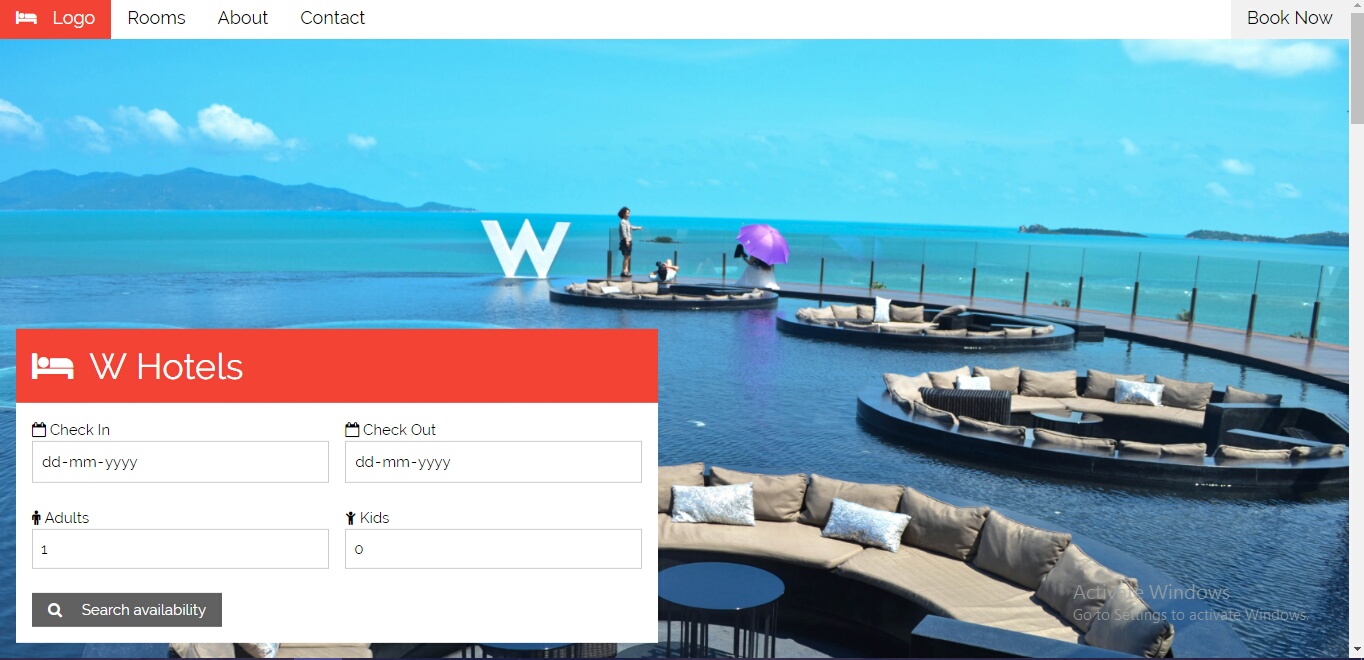 Logo Rooms About Contact Book Now
W
W Hotels
Check In Check Out
dd-mm-yyyy dd-mm-yyyy
Adults Kids
1 0
Search availability
Activate Windows
Go to Settings to activate Windows.